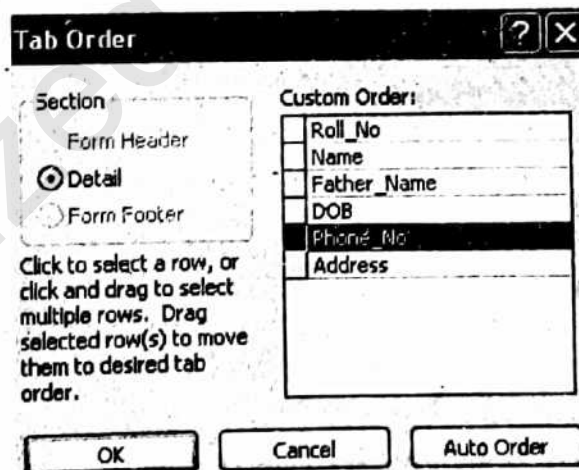 Tab Order
?
X
Section
Form Header
Detail
Form Footer
Click to select a row, or
click and drag to select
multiple rows. Drag
selected row(s) to move
them to desired tab
order.
Custom Order:
Roll_No
Name
Father_Name
DOB
Phone_No
Address
OK
Cancel
Auto Order